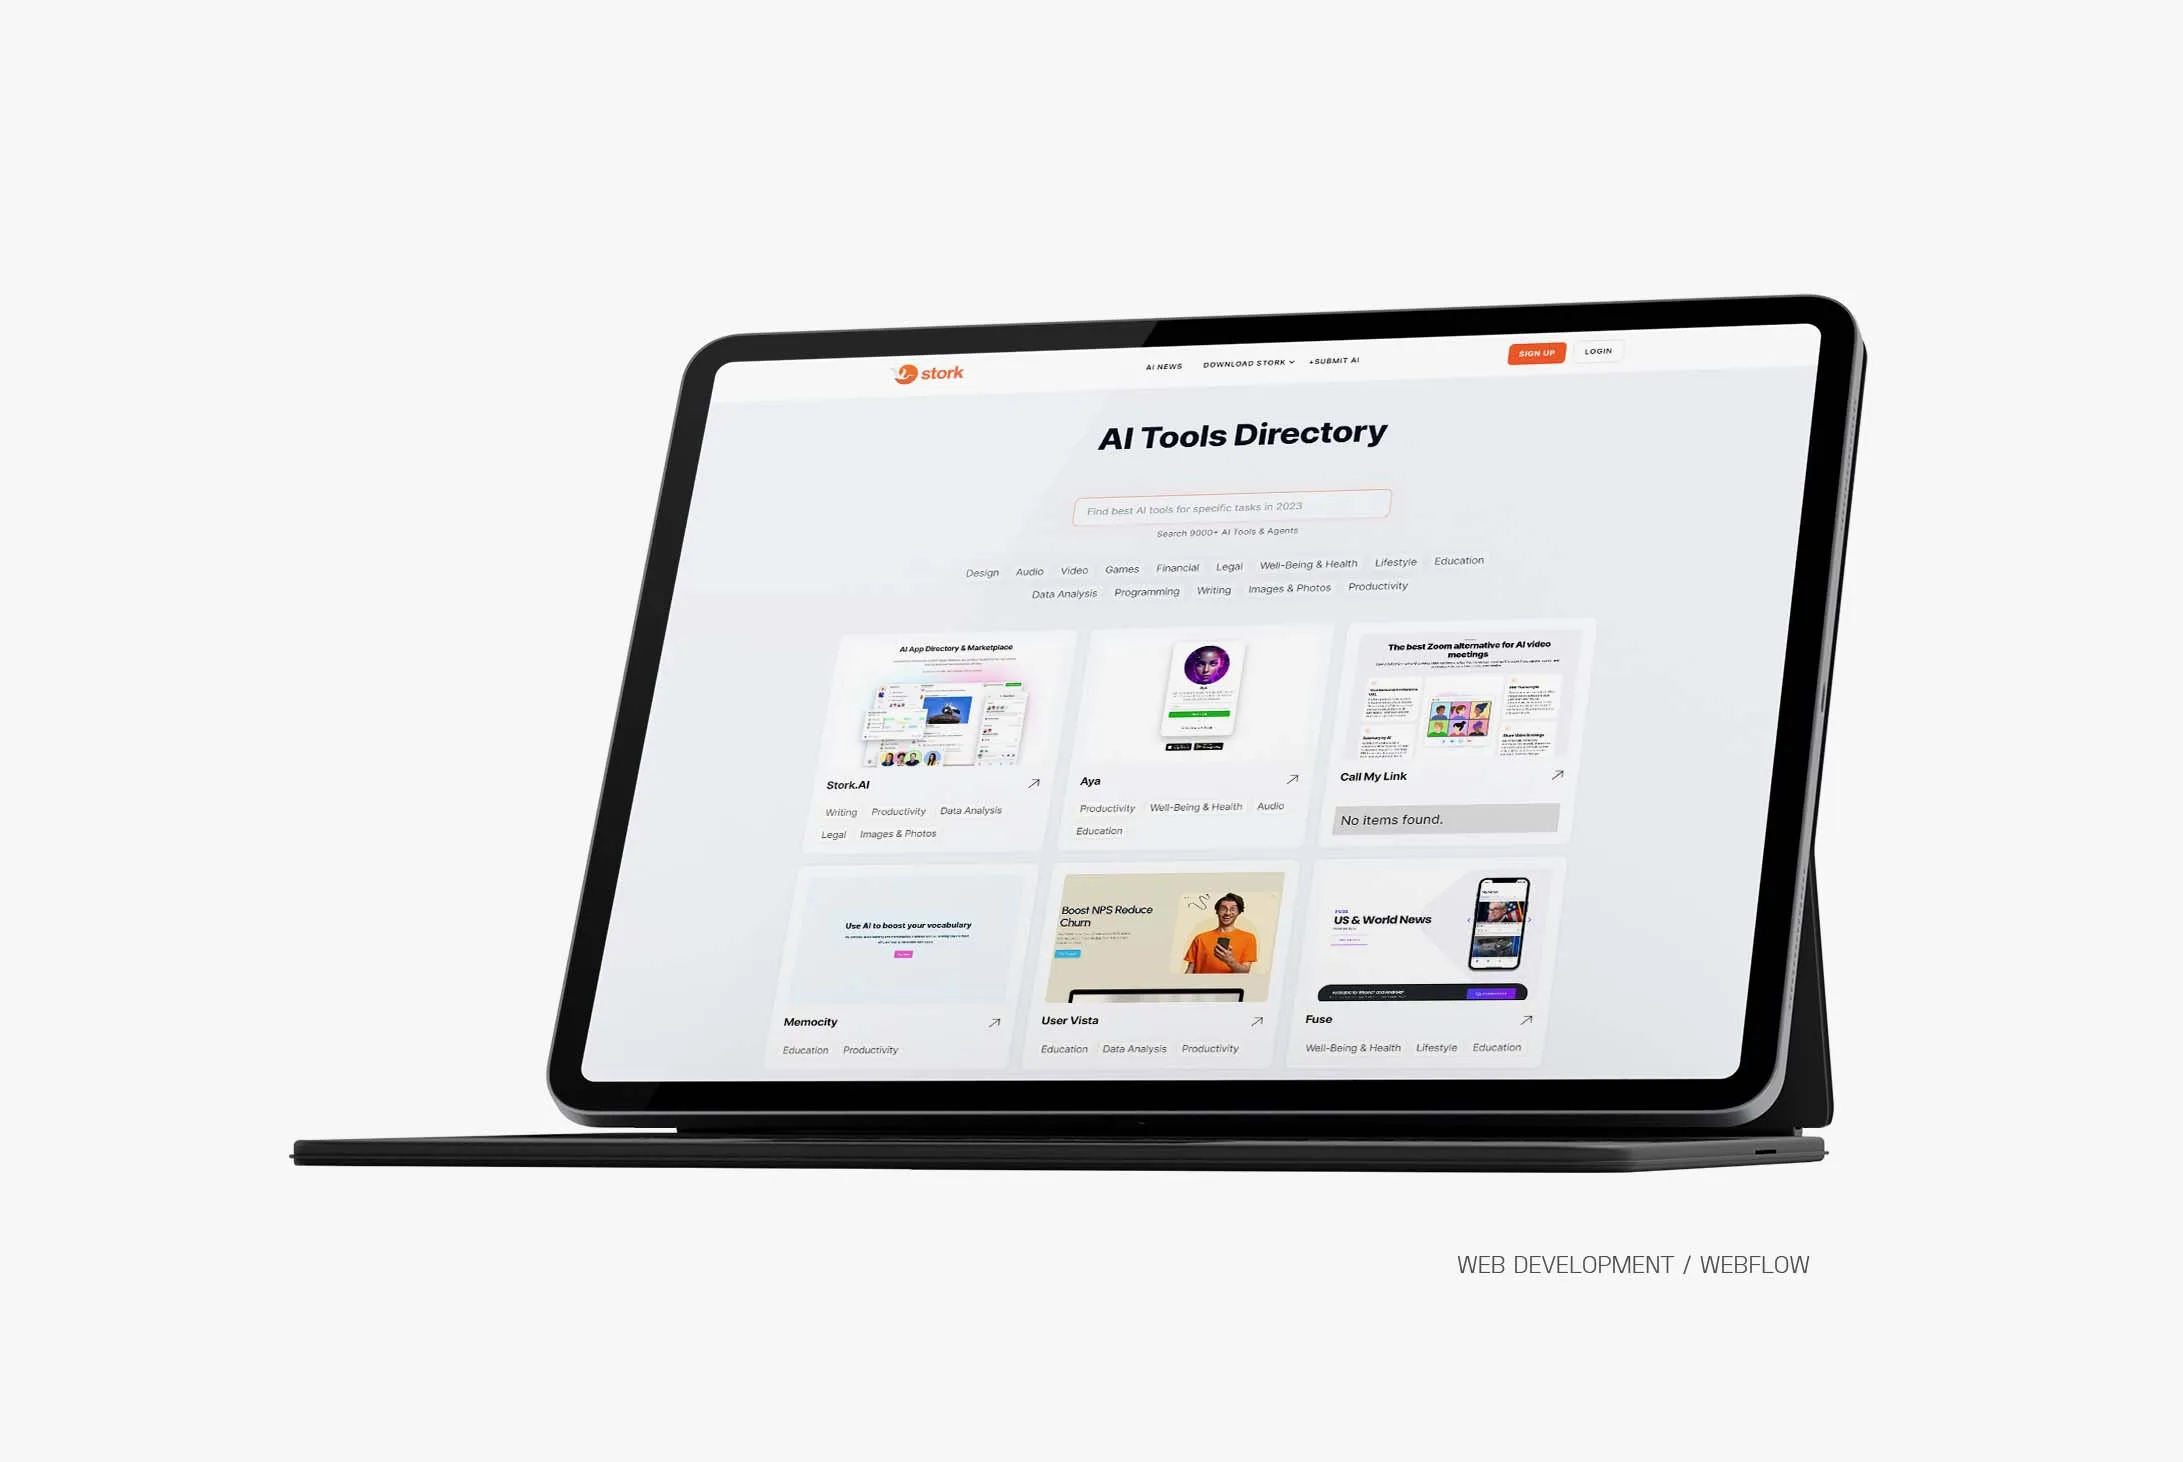 stork
AI NEWS DOWNLOAD STORK +SUBMIT AI
SIGN UP LOGIN
AI Tools Directory
Find best AI tools for specific tasks in 2023
Search 9000+ AI Tools & Agents
Design Audio Video Games Financial Legal Well-Being & Health Lifestyle Education
Data Analysis Programming Writing Images & Photos Productivity
AI App Directory & Marketplace
Stork.AI
Writing Productivity Data Analysis
Legal Images & Photos
Aya
Aya
Productivity Well-Being & Health Audio
Education
The best Zoom alternative for AI video
meetings
Call My Link
No items found.
Use AI to boost your vocabulary
Memocity
Education Productivity
Boost NPS Reduce
Churn
User Vista
Education Data Analysis Productivity
US & World News
Fuse
Well-Being & Health Lifestyle Education
WEB DEVELOPMENT / WEBFLOW